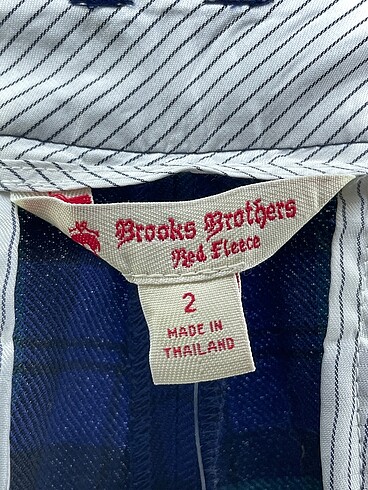 Brooks Brothers
Red Fleece
2
MADE IN
THAILAND